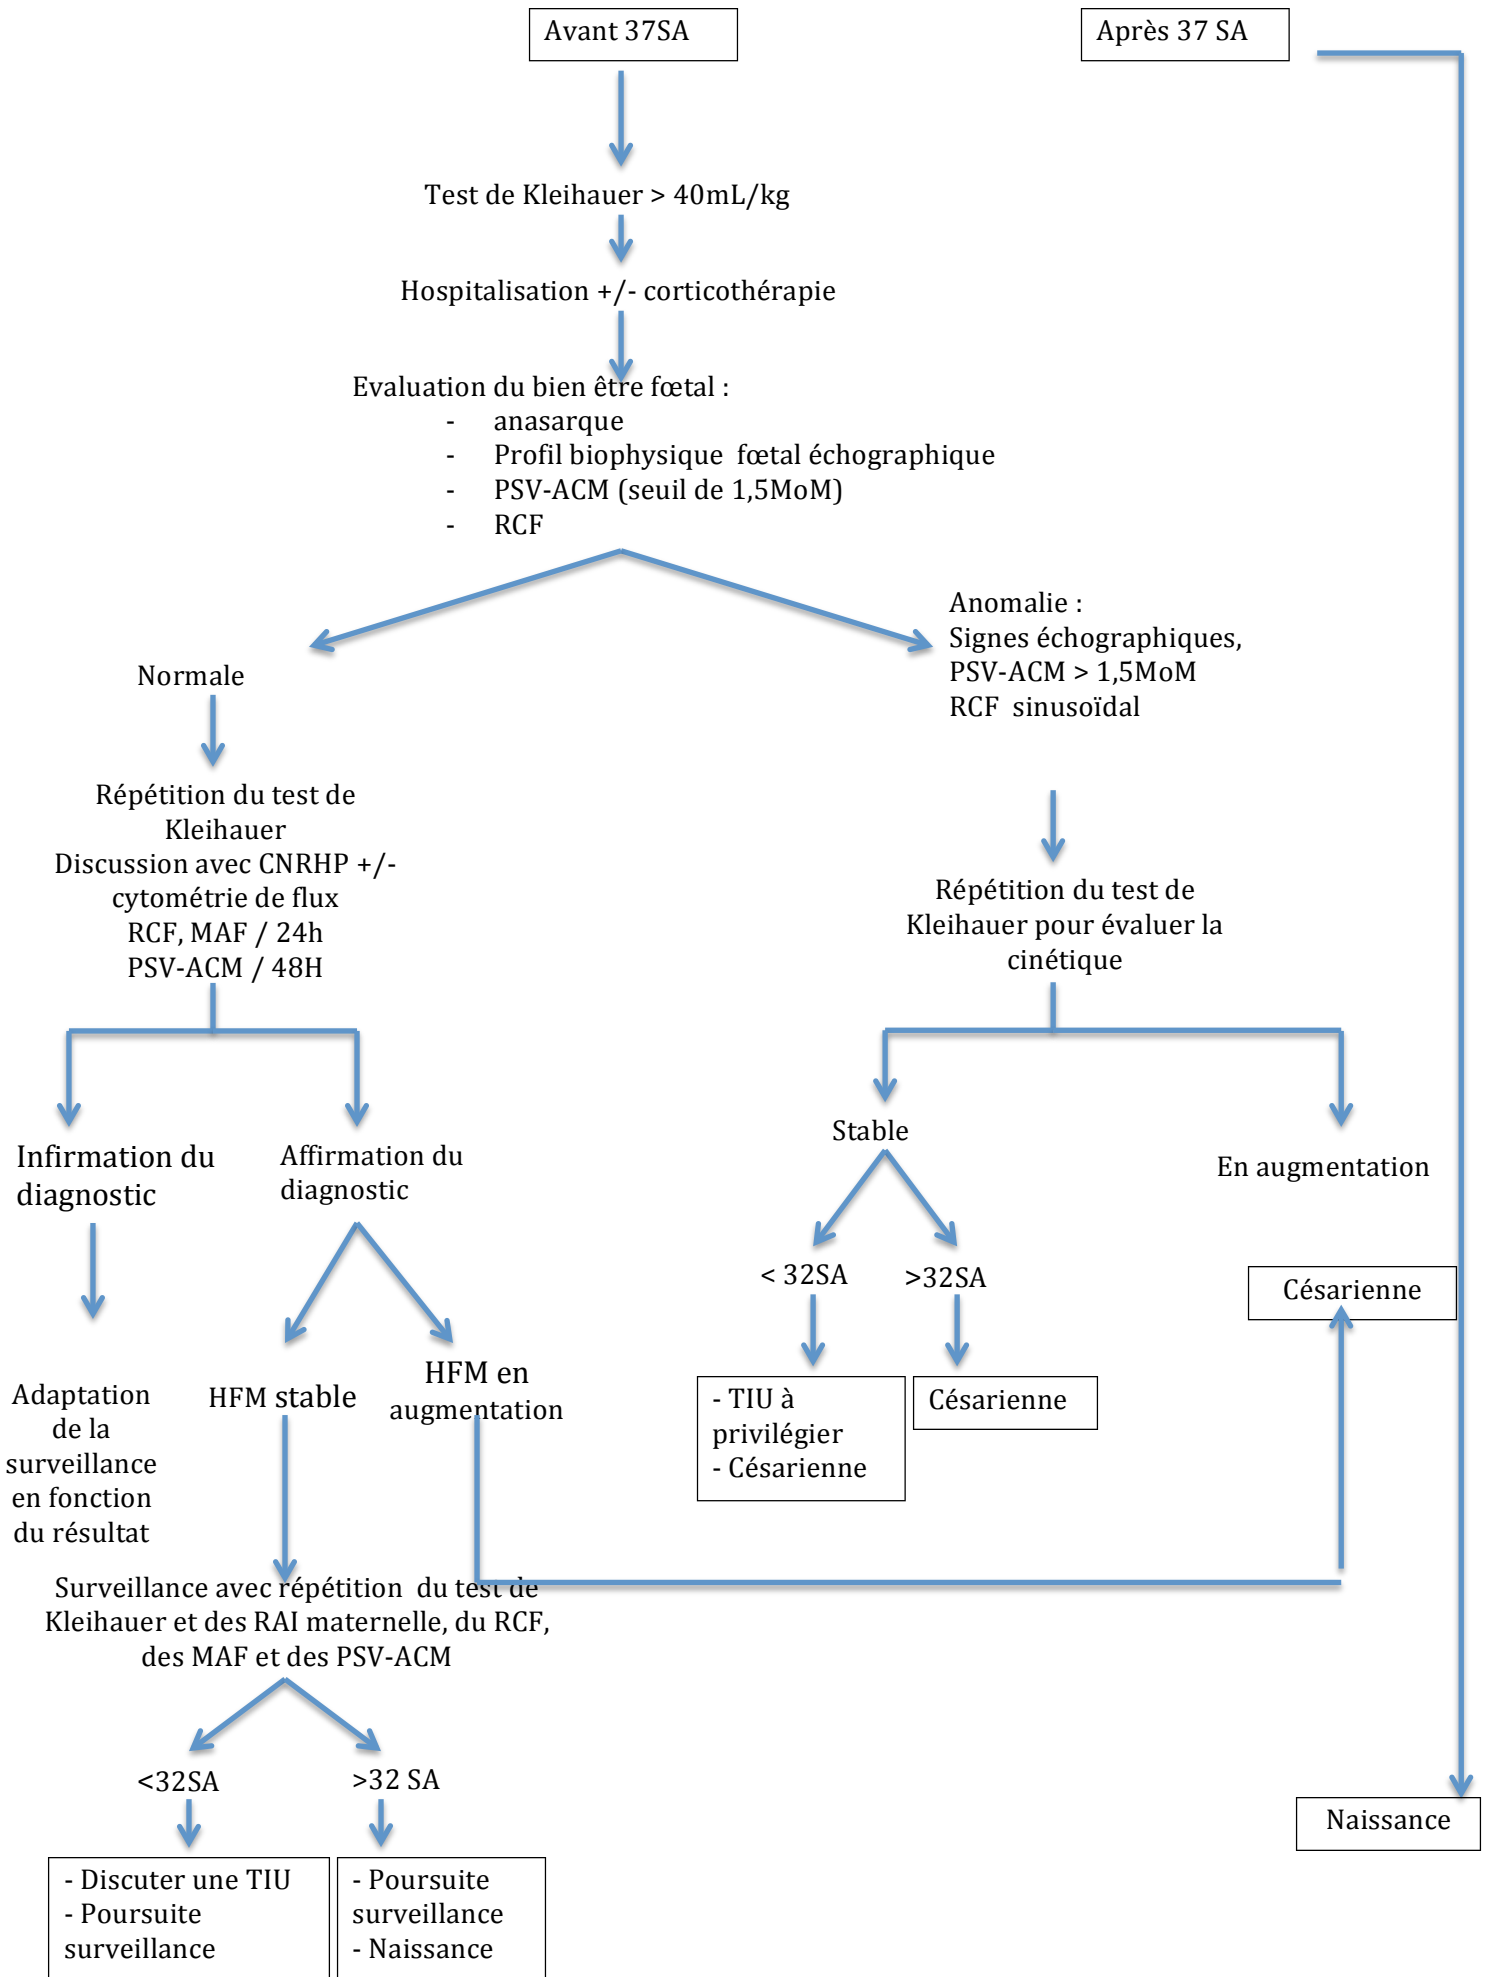 Avant 37SA
Après 37 SA
Test de Kleihauer > 40mL/kg
Hospitalisation +/- corticothérapie
Evaluation du bien être fœtal :
- anasarque
- Profil biophysique fœtal échographique
- PSV-ACM (seuil de 1,5MoM)
- RCF
Anomalie :
Signes échographiques,
PSV-ACM > 1,5MoM
RCF sinusoïdal
Normale
Répétition du test de
Kleihauer
Discussion avec CNRHP +/-
cytométrie de flux
RCF, MAF / 24h
PSV-ACM / 48H
Répétition du test de
Kleihauer pour évaluer la
cinétique
Infirmation du
diagnostic
Affirmation du
diagnostic
Stable
En augmentation
< 32SA
>32SA
Césarienne
- TIU à
privilégier
- Césarienne
Césarienne
Adaptation
de la
surveillance
en fonction
du résultat
HFM stable
HFM en
augmentation
Surveillance avec répétition du test de
Kleihauer et des RAI maternelle, du RCF,
des MAF et des PSV-ACM
<32SA
>32 SA
- Discuter une TIU
- Poursuite
surveillance
- Poursuite
surveillance
- Naissance
Naissance